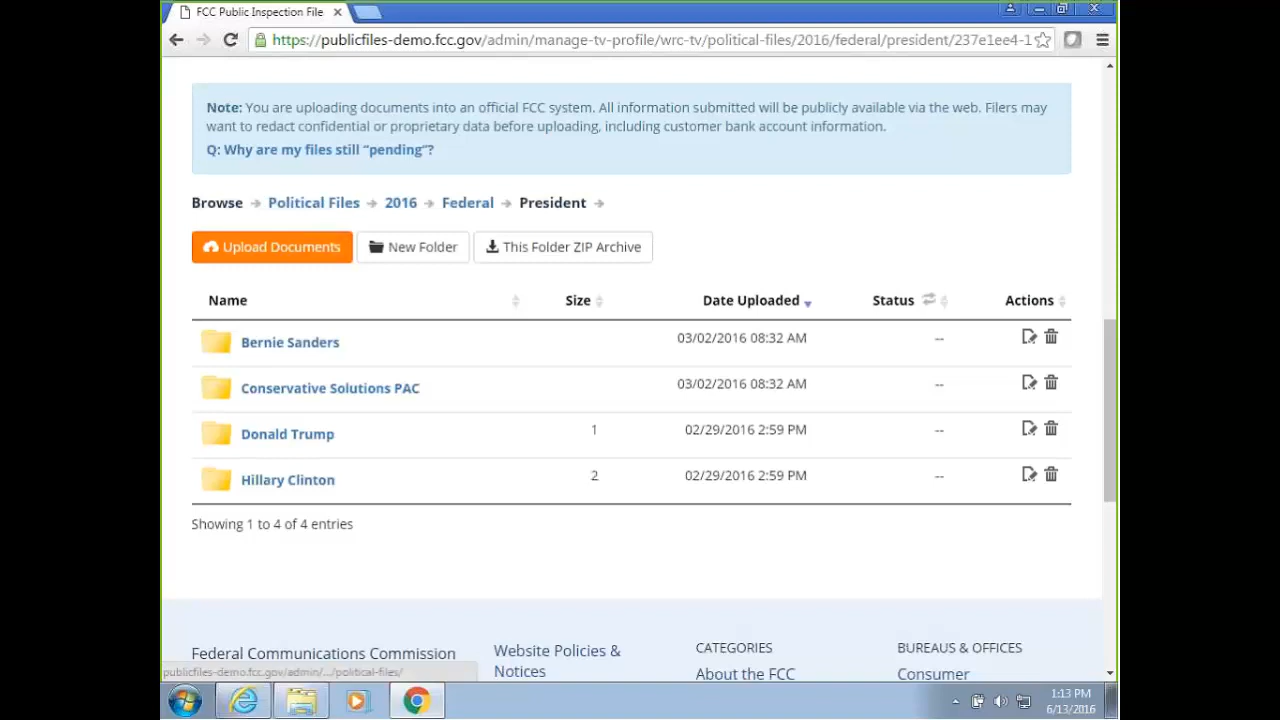 FCC Public Inspection File
https://publicfiles-demo.fcc.gov/admin/manage-tv-profile/wrc-tv/political-files/2016/federal/president/237e1ee4-1
Note: You are uploading documents into an official FCC system. All information submitted will be publicly available via the web. Filers may
want to redact confidential or proprietary data before uploading, including customer bank account information.
Q: Why are my files still “pending”?
Browse Political Files 2016 Federal President
Upload Documents New Folder This Folder ZIP Archive
Name Size Date Uploaded Status Actions
Bernie Sanders 03/02/2016 08:32 AM --
Conservative Solutions PAC 03/02/2016 08:32 AM --
Donald Trump 1 02/29/2016 2:59 PM --
Hillary Clinton 2 02/29/2016 2:59 PM --
Showing 1 to 4 of 4 entries
Federal Communications Commission
Website Policies &
Notices
CATEGORIES
About the FCC
BUREAUS & OFFICES
Consumer
publicfiles-demo.fcc.gov/admin/.../political-files/
1:13 PM
6/13/2016